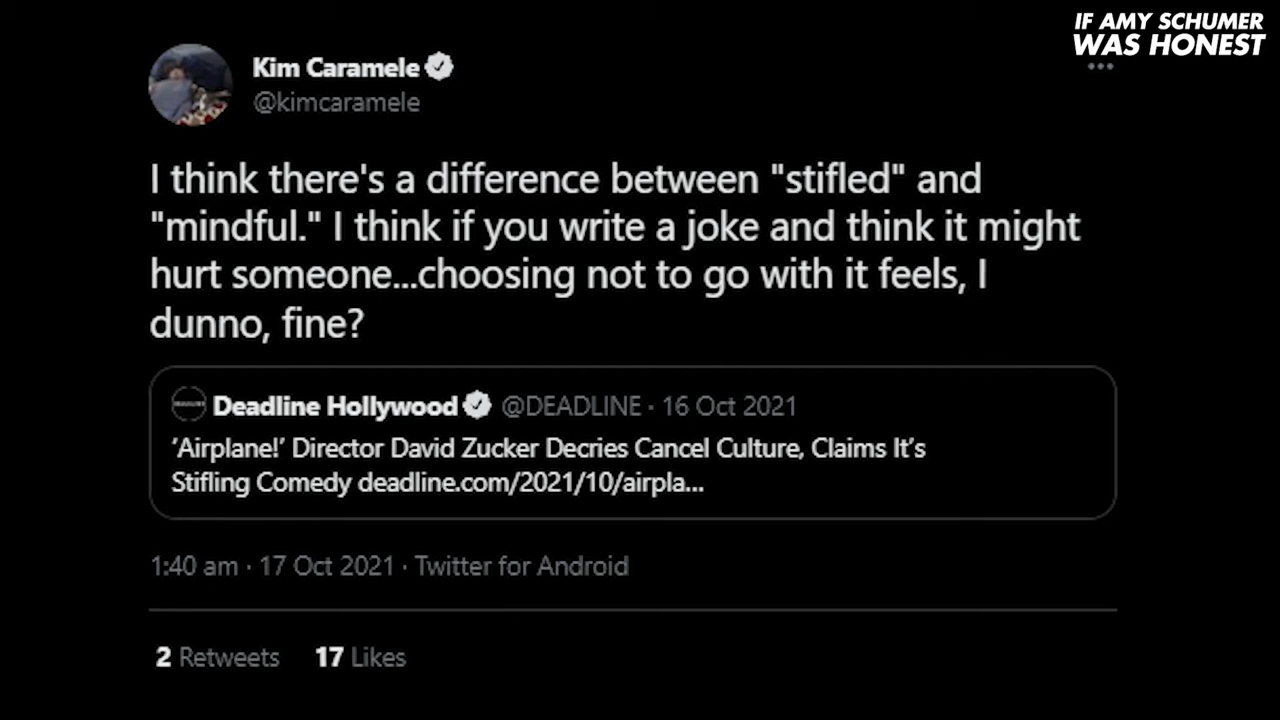 IF AMY SCHUMER
WAS HONEST
Kim Caramele
@kimcaramele
I think there's a difference between "stifled" and
"mindful." I think if you write a joke and think it might
hurt someone...choosing not to go with it feels, I
dunno, fine?
Deadline Hollywood @DEADLINE · 16 Oct 2021
‘Airplane!’ Director David Zucker Decries Cancel Culture, Claims It’s
Stifling Comedy deadline.com/2021/10/airpla...
1:40 am · 17 Oct 2021 · Twitter for Android
2 Retweets 17 Likes